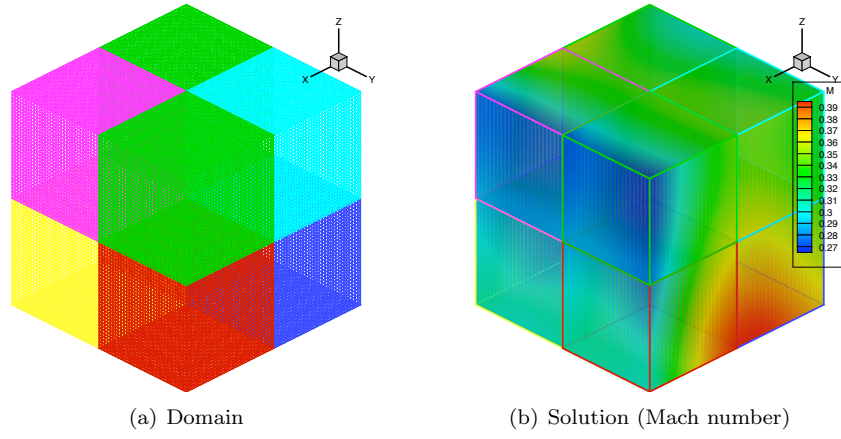 Z
X
Y
Z
X
Y
M
0.39
0.38
0.37
0.36
0.35
0.34
0.33
0.32
0.31
0.3
0.29
0.28
0.27
(a) Domain
(b) Solution (Mach number)